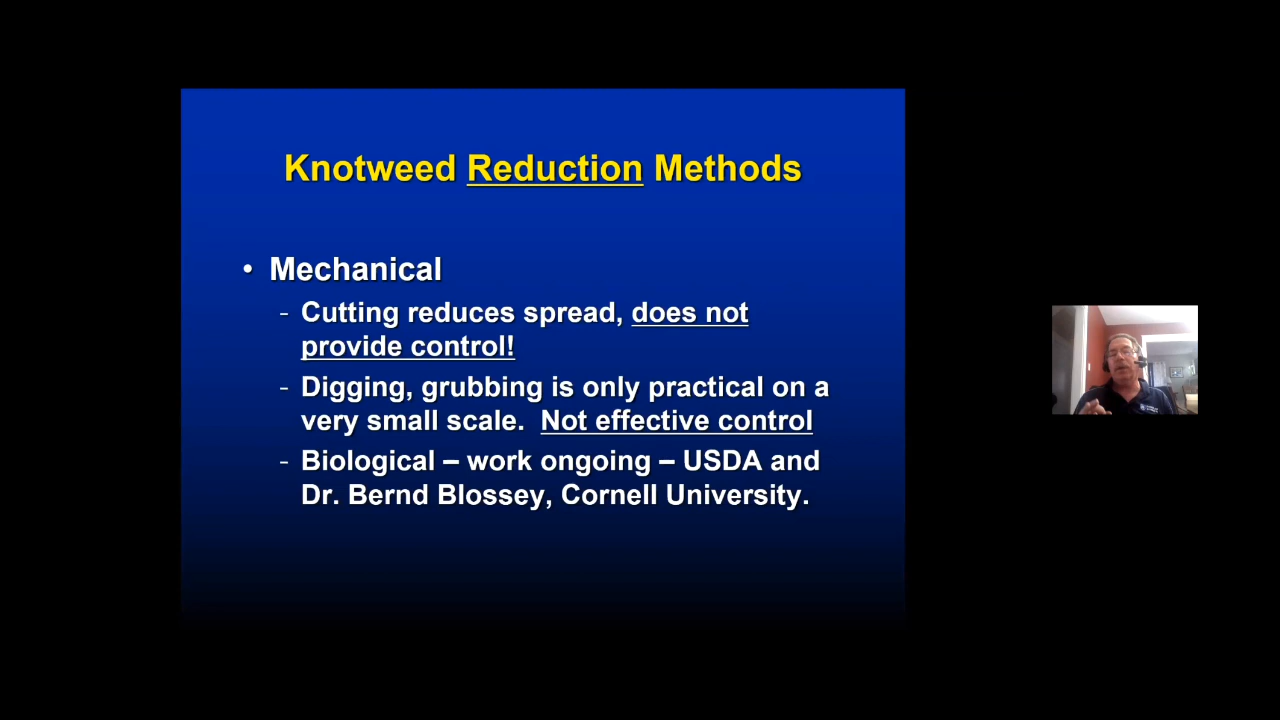 Knotweed Reduction Methods
• Mechanical
- Cutting reduces spread, does not
provide control!
- Digging, grubbing is only practical on a
very small scale. Not effective control
- Biological – work ongoing – USDA and
Dr. Bernd Blossey, Cornell University.